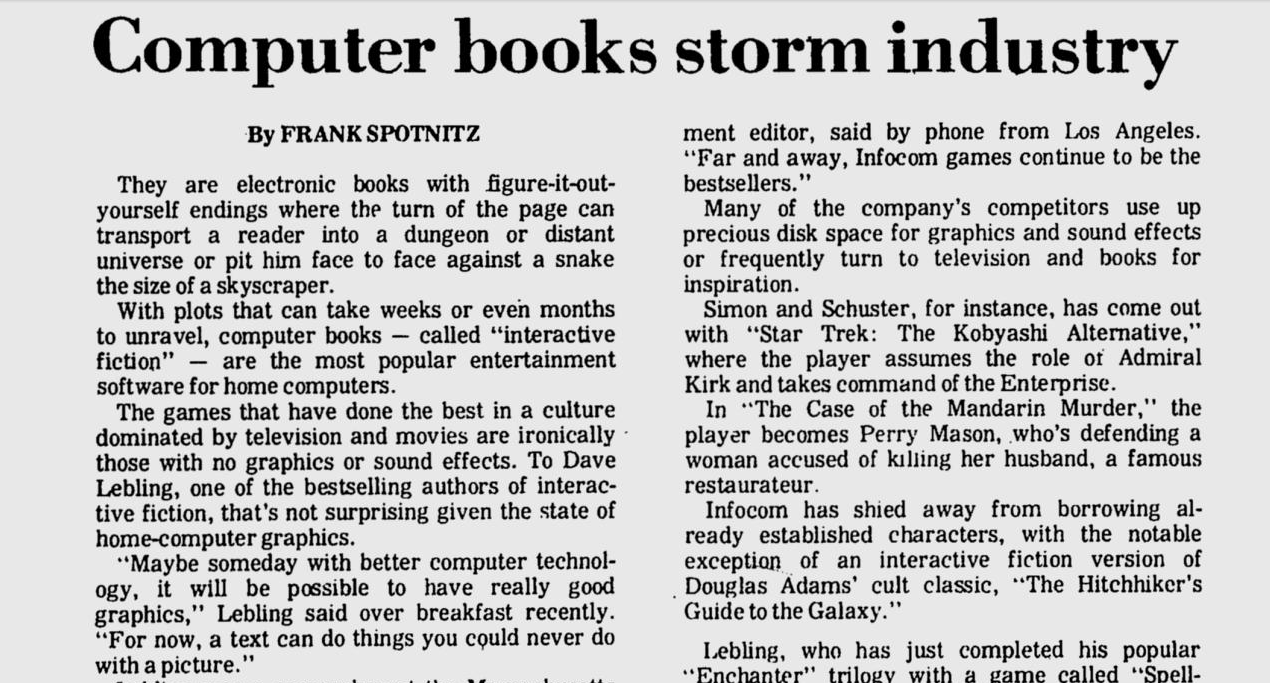 Computer books storm industry
By FRANK SPOTNITZ
They are electronic books with figure-it-out-
yourself endings where the turn of the page can
transport a reader into a dungeon or distant
universe or pit him face to face against a snake
the size of a skyscraper.
With plots that can take weeks or even months
to unravel, computer books — called "interactive
fiction" — are the most popular entertainment
software for home computers.
The games that have done the best in a culture
dominated by television and movies are ironically
those with no graphics or sound effects. To Dave
Lebling, one of the bestselling authors of interac-
tive fiction, that's not surprising given the state of
home-computer graphics.
"Maybe someday with better computer technol-
ogy, it will be possible to have really good
graphics," Lebling said over breakfast recently.
"For now, a text can do things you could never do
with a picture."
ment editor, said by phone from Los Angeles.
"Far and away, Infocom games continue to be the
bestsellers."
Many of the company's competitors use up
precious disk space for graphics and sound effects
or frequently turn to television and books for
inspiration.
Simon and Schuster, for instance, has come out
with "Star Trek: The Kobyashi Alternative,"
where the player assumes the role of Admiral
Kirk and takes command of the Enterprise.
In "The Case of the Mandarin Murder," the
player becomes Perry Mason, who's defending a
woman accused of killing her husband, a famous
restaurateur.
Infocom has shied away from borrowing al-
ready established characters, with the notable
exception of an interactive fiction version of
Douglas Adams' cult classic, "The Hitchhiker's
Guide to the Galaxy."
Lebling, who has just completed his popular
"Enchanter" trilogy with a game called "Spell-